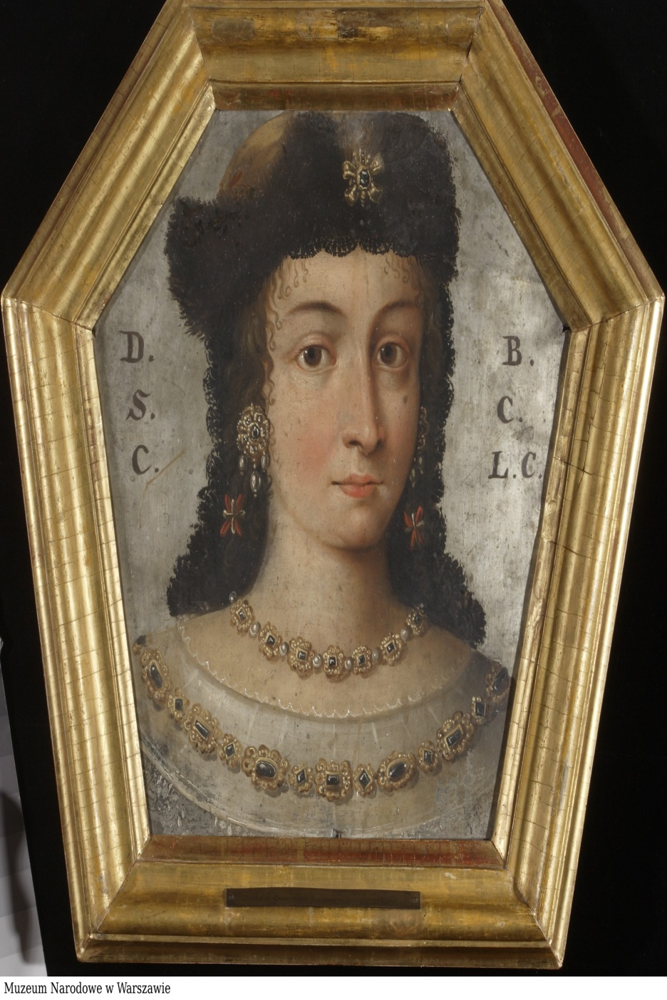 D. B.
S. C.
C. L.C.
Muzeum Narodowe w Warszawie